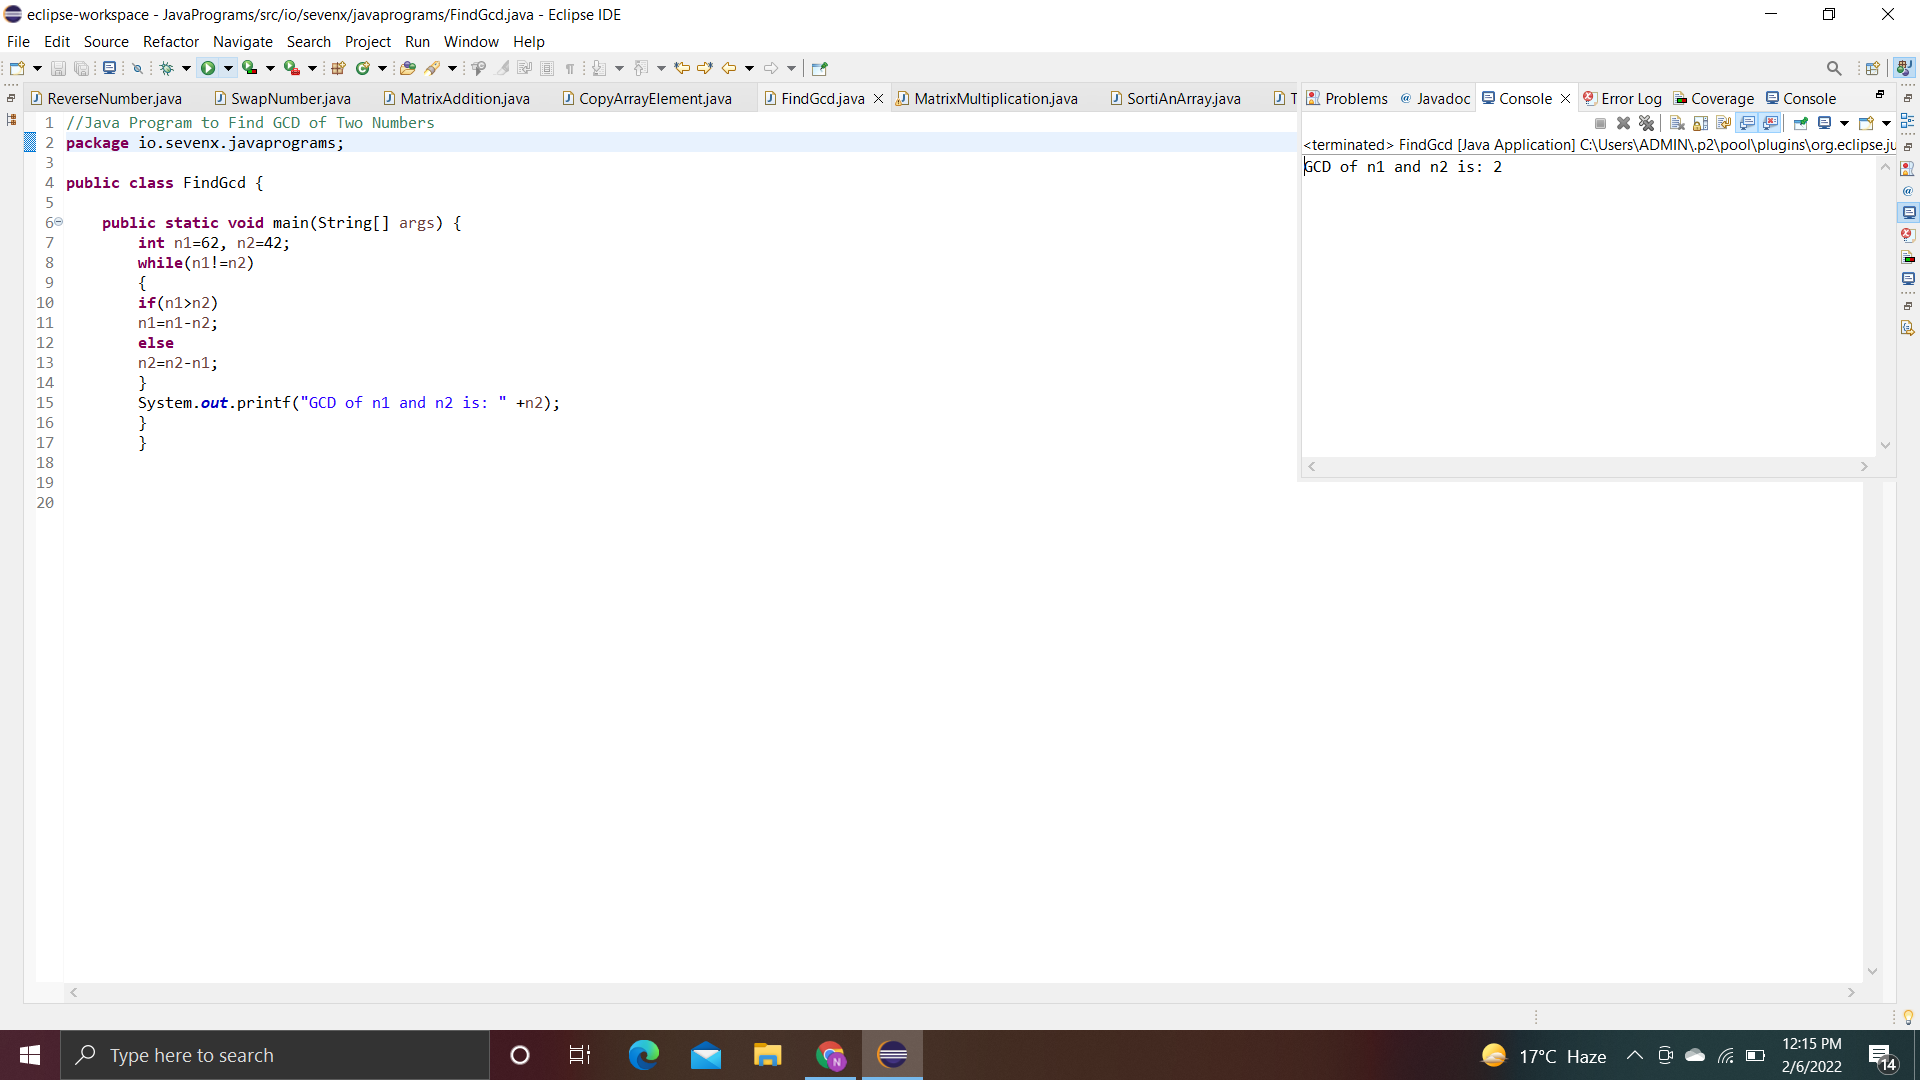 eclipse-workspace - JavaPrograms/src/io/sevenx/javaprograms/FindGcd.java - Eclipse IDE
File Edit Source Refactor Navigate Search Project Run Window Help
ReverseNumber.java SwapNumber.java MatrixAddition.java CopyArrayElement.java FindGcd.java MatrixMultiplication.java SortiAnArray.java T
Problems @ Javadoc Console Error Log Coverage Console
<terminated> FindGcd [Java Application] C:\Users\ADMIN\.p2\pool\plugins\org.eclipse.ju
GCD of n1 and n2 is: 2
1 //Java Program to Find GCD of Two Numbers
2 package io.sevenx.javaprograms;
3
4 public class FindGcd {
5
6 public static void main(String[] args) {
7 int n1=62, n2=42;
8 while(n1!=n2)
9 {
10 if(n1>n2)
11 n1=n1-n2;
12 else
13 n2=n2-n1;
14 }
15 System.out.printf("GCD of n1 and n2 is: " +n2);
16 }
17 }
18
19
20
Type here to search
N
17°C Haze
12:15 PM
2/6/2022
14